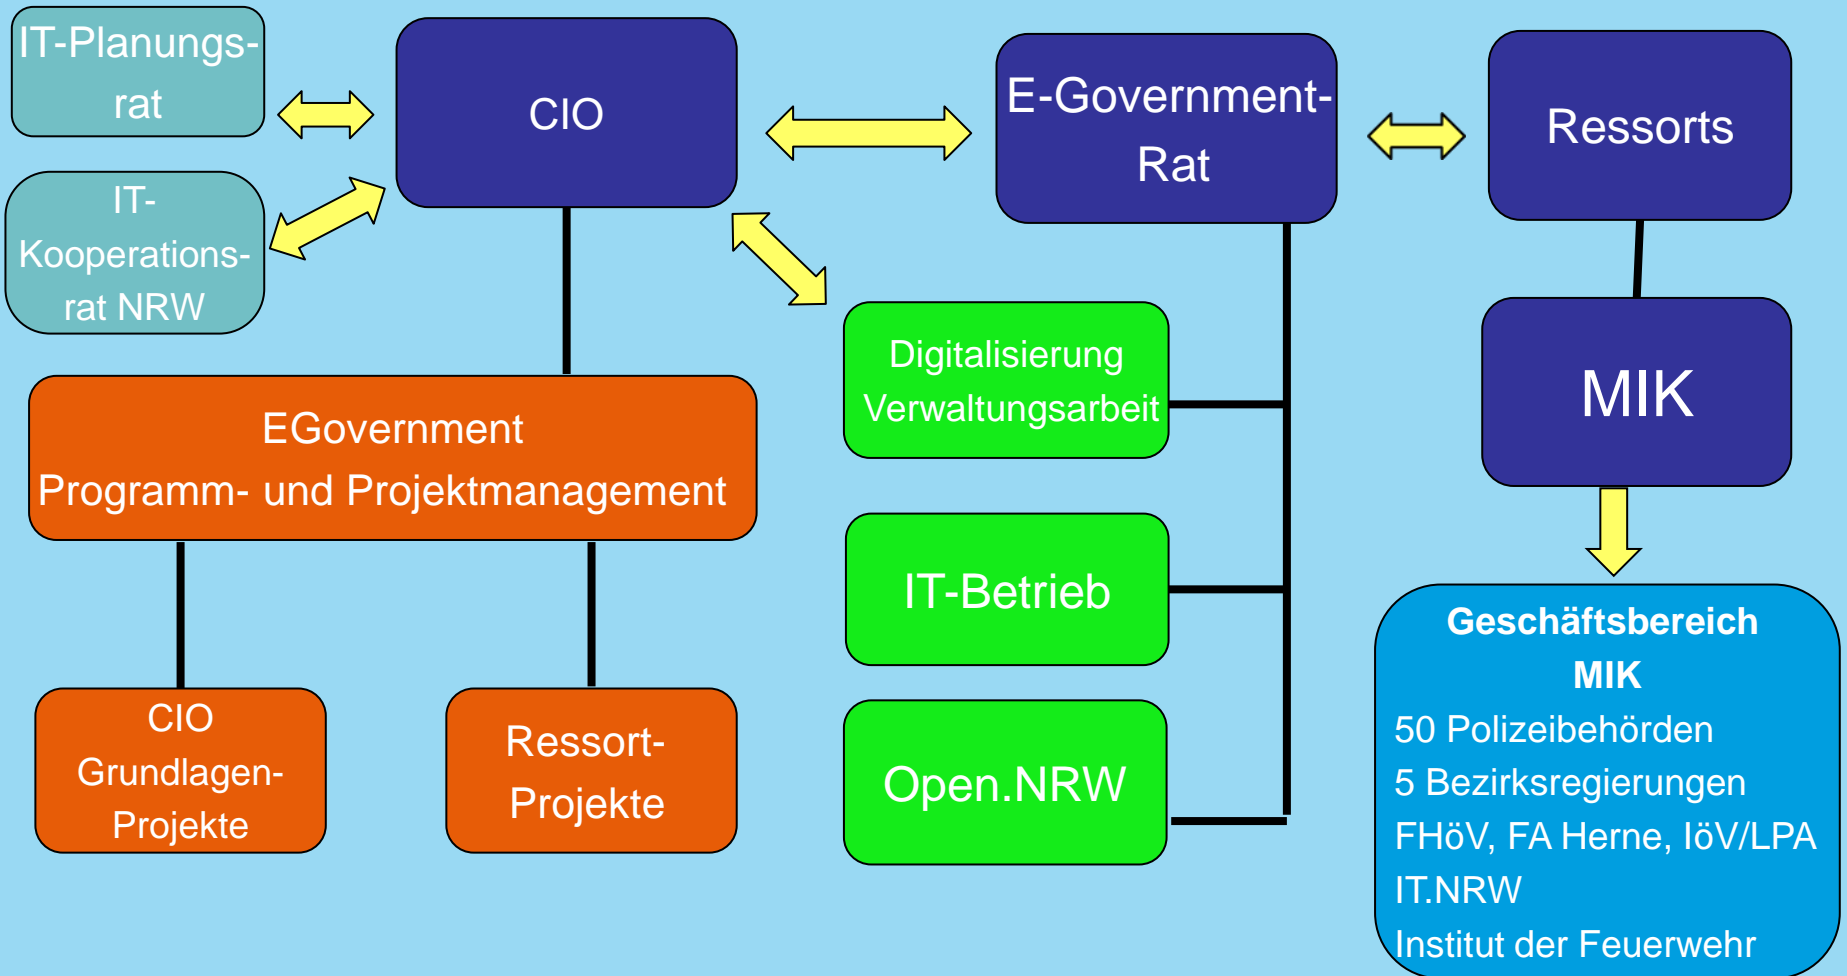 IT-Planungs-
rat
CIO
E-Government-
Rat
Ressorts
IT-
Kooperations-
rat NRW
Digitalisierung
Verwaltungsarbeit
MIK
EGovernment
Programm- und Projektmanagement
IT-Betrieb
CIO
Grundlagen-
Projekte
Ressort-
Projekte
Open.NRW
Geschäftsbereich
MIK
50 Polizeibehörden
5 Bezirksregierungen
FHöV, FA Herne, IöV/LPA
IT.NRW
Institut der Feuerwehr